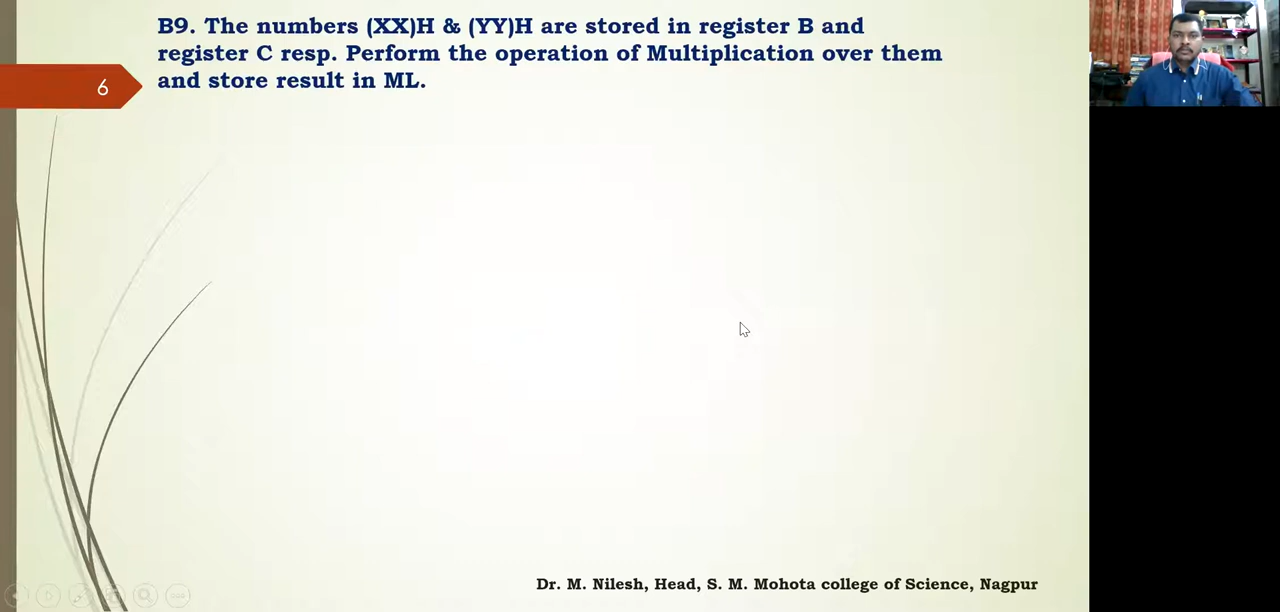 B9. The numbers (XX)H & (YY)H are stored in register B and
register C resp. Perform the operation of Multiplication over them
and store result in ML.
6
Dr. M. Nilesh, Head, S. M. Mohota college of Science, Nagpur